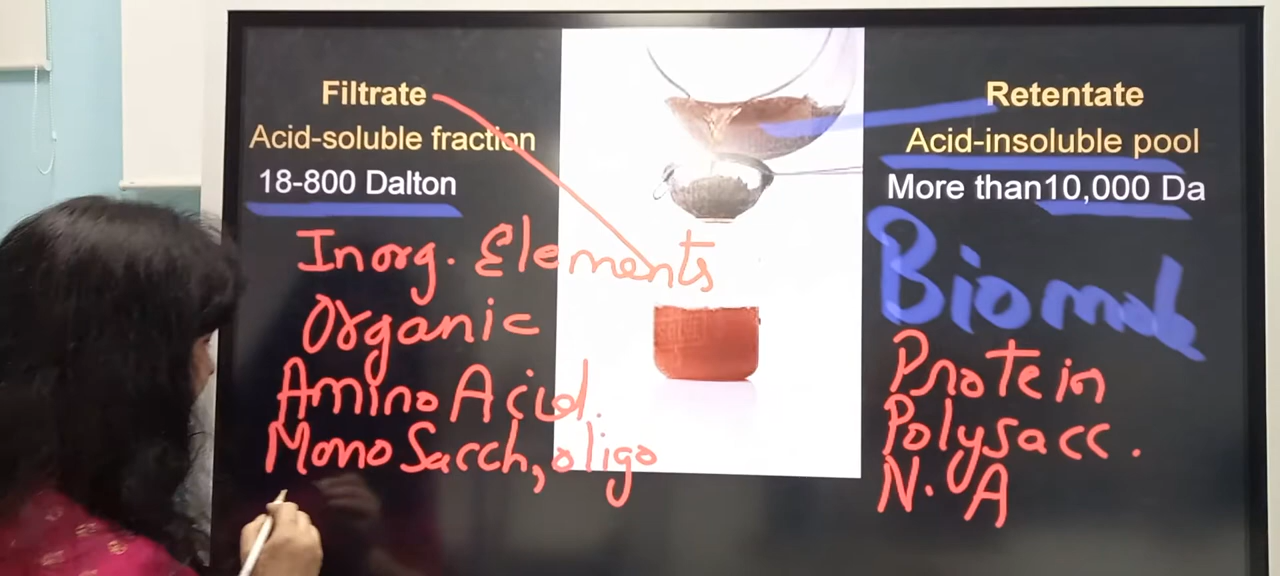 Filtrate
Acid-soluble fraction
18-800 Dalton
Inorg. Elements
Organic
Amino Acid.
Mono Sacch, oligo
Retentate
Acid-insoluble pool
More than10,000 Da
Biomol
Protein
Polysacc.
N. A